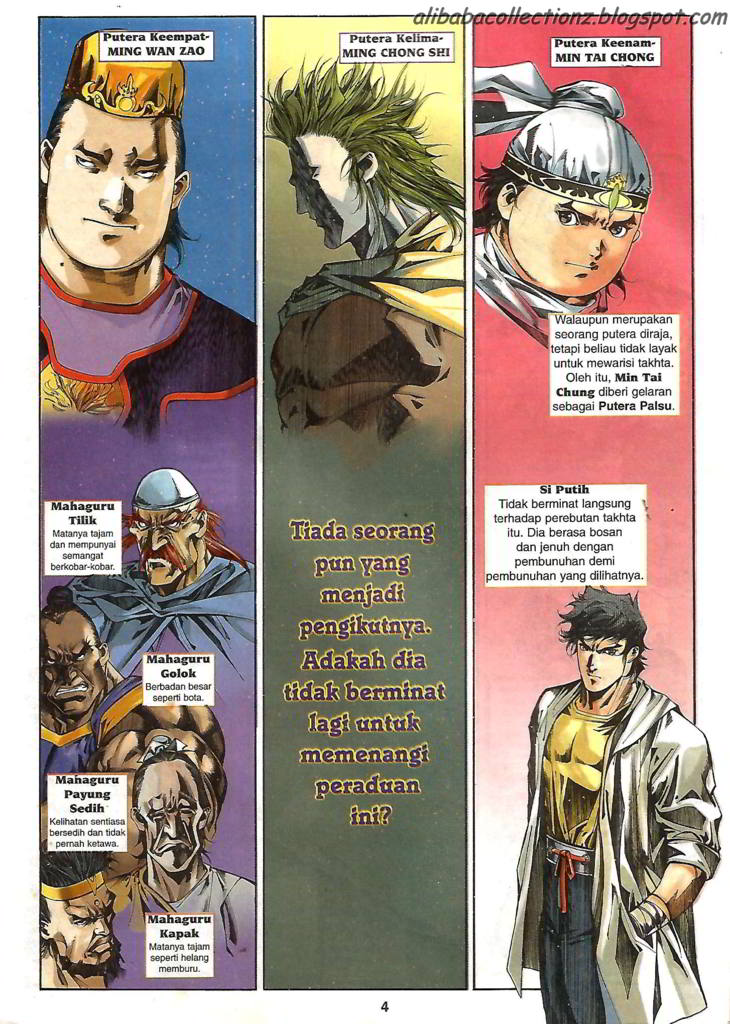 alibabacollectionz.blogspot.com
Putera Keempat-
MING WAN ZAO
Mahaguru
Tilik
Matanya tajam
dan mempunyai
semangat
berkobar-kobar.
Mahaguru
Golok
Berbadan besar
seperti bota.
Mahaguru
Payung
Sedih
Kelihatan sentiasa
bersedih dan tidak
pernah ketawa.
Mahaguru
Kapak
Matanya tajam
seperti helang
memburu.
Putera Kelima-
MING CHONG SHI
Tiada seorang
pun yang
menjadi
pengikutnya.
Adakah dia
tidak berminat
lagi untuk
memenangi
peraduan
ini?
Putera Keenam-
MIN TAI CHONG
Walaupun merupakan
seorang putera diraja,
tetapi beliau tidak layak
untuk mewarisi takhta.
Oleh itu, Min Tai
Chung diberi gelaran
sebagai Putera Palsu.
Si Putih
Tidak berminat langsung
terhadap perebutan takhta
itu. Dia berasa bosan
dan jenuh dengan
pembunuhan demi
pembunuhan yang dilihatnya.
4